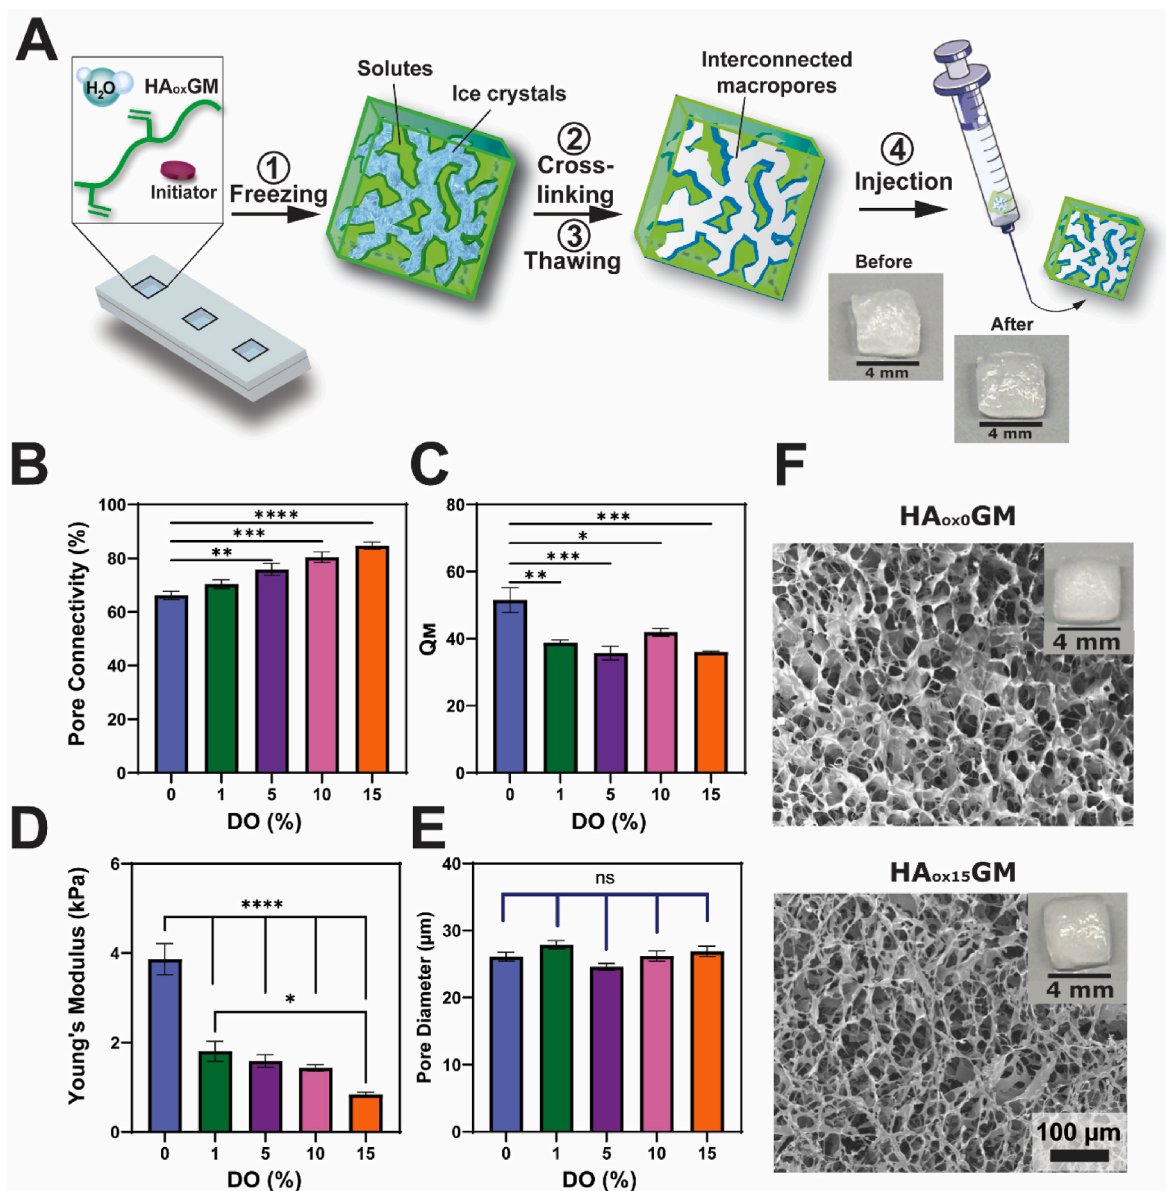 A
H₂O
HAoxGM
Initiator
①
Freezing
Solutes
Ice crystals
②
Cross-
linking
③
Thawing
Interconnected
macropores
④
Injection
Before
4 mm
After
4 mm
B
Pore Connectivity (%)
100
80
60
40
20
0
****
***
**
0 1 5 10 15
DO (%)
C
QM
80
60
40
20
0
***
*
***
**
0 1 5 10 15
DO (%)
D
Young's Modulus (kPa)
6
4
2
0
****
*
0 1 5 10 15
DO (%)
E
Pore Diameter (µm)
40
30
20
10
0
ns
0 1 5 10 15
DO (%)
F
HAox0GM
4 mm
HAox15GM
4 mm
100 µm